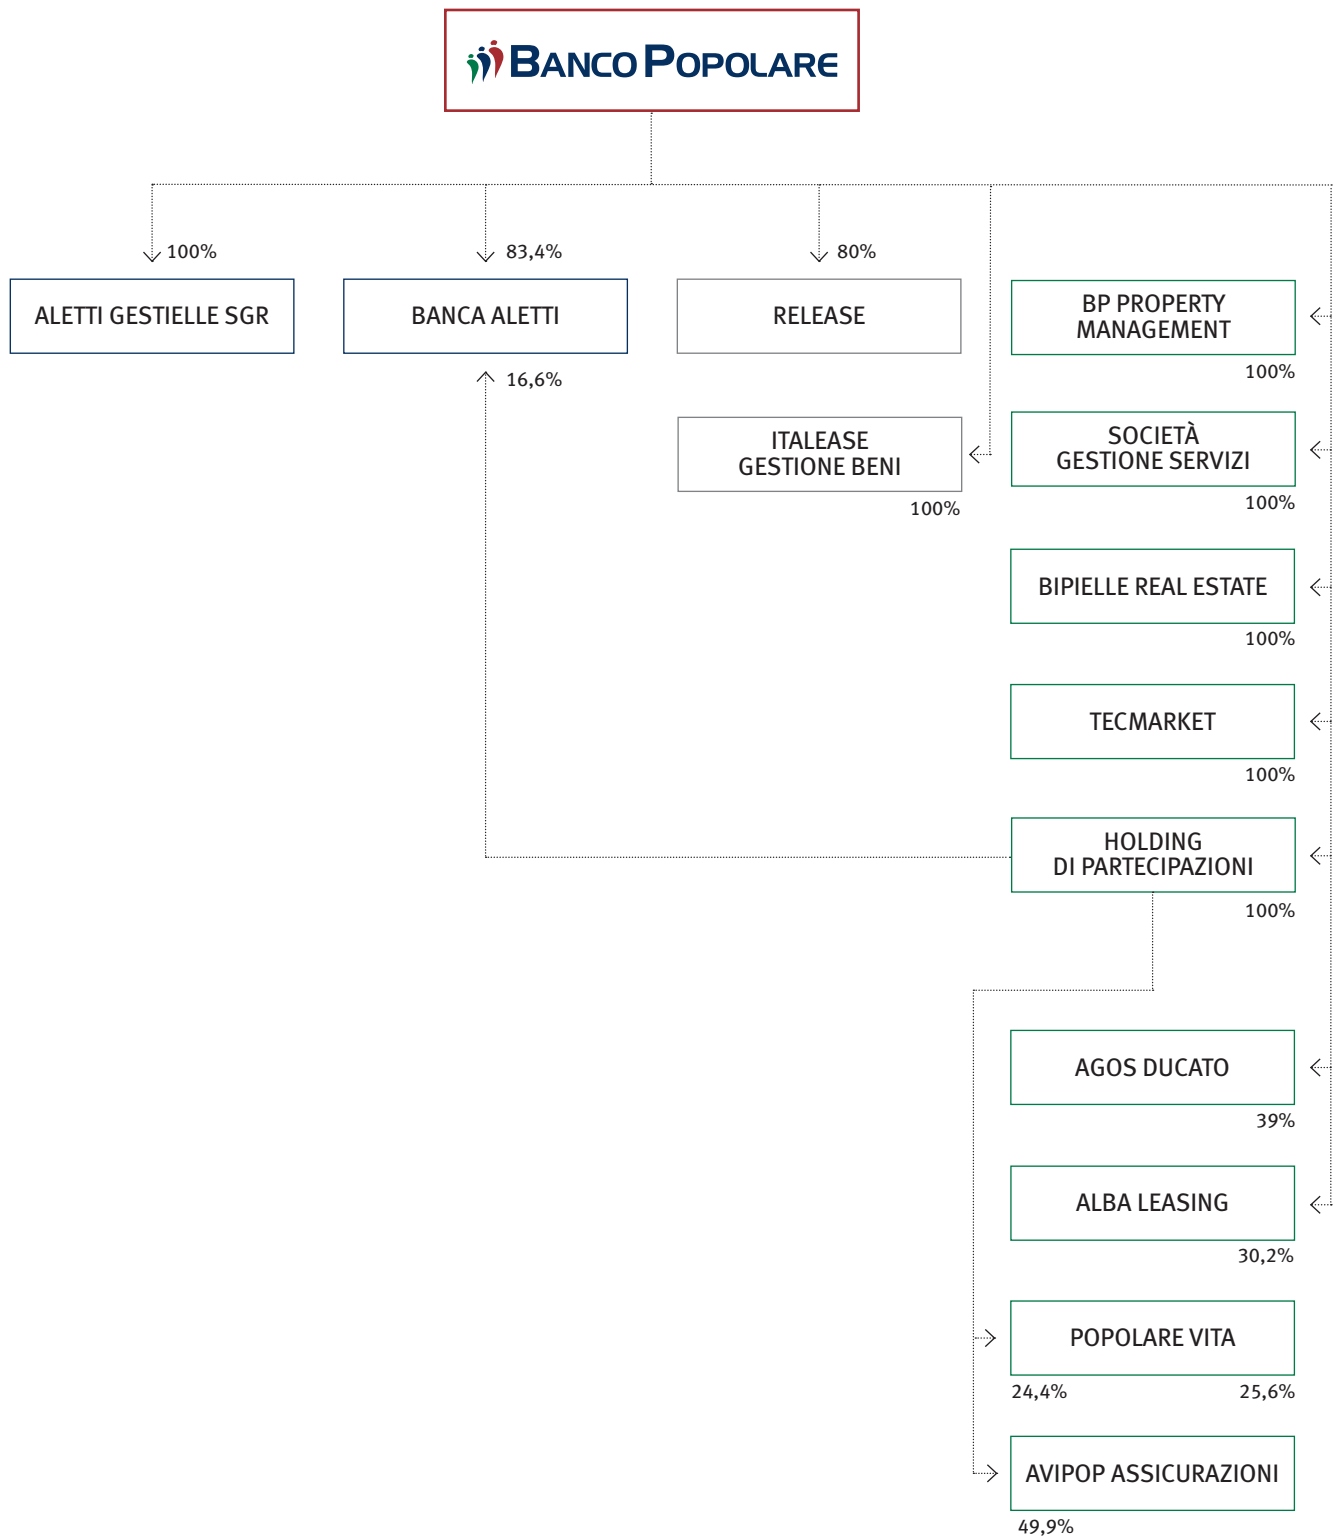 BANCO POPOLARE
100%
83,4%
80%
ALETTI GESTIELLE SGR
BANCA ALETTI
RELEASE
BP PROPERTY
MANAGEMENT
100%
16,6%
ITALEASE
GESTIONE BENI
100%
SOCIETÀ
GESTIONE SERVIZI
100%
BIPIELLE REAL ESTATE
100%
TECMARKET
100%
HOLDING
DI PARTECIPAZIONI
100%
AGOS DUCATO
39%
ALBA LEASING
30,2%
POPOLARE VITA
24,4%
25,6%
AVIPOP ASSICURAZIONI
49,9%